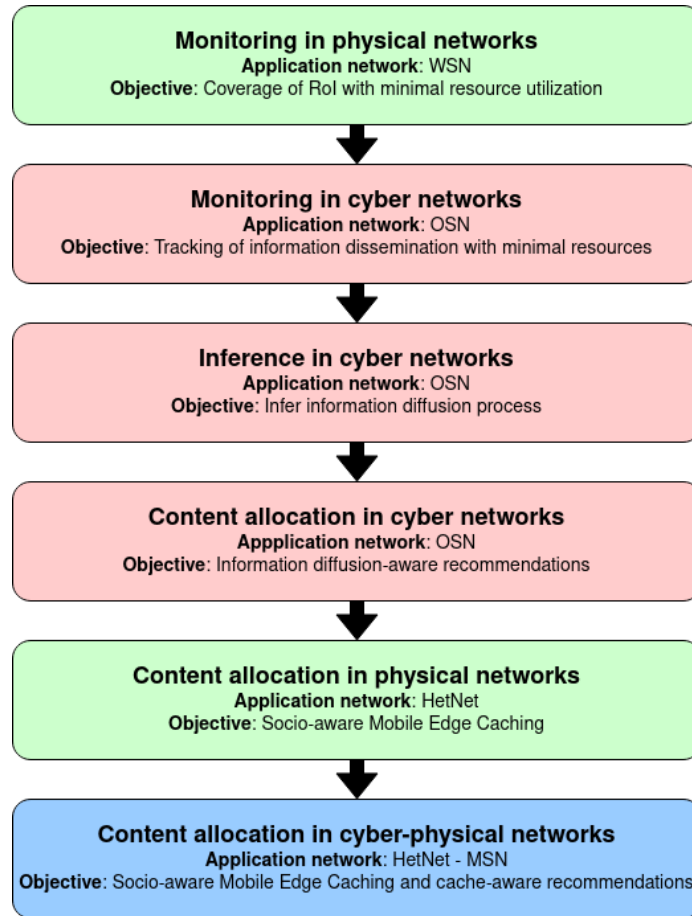 Monitoring in physical networks
Application network: WSN
Objective: Coverage of RoI with minimal resource utilization
Monitoring in cyber networks
Application network: OSN
Objective: Tracking of information dissemination with minimal resources
Inference in cyber networks
Application network: OSN
Objective: Infer information diffusion process
Content allocation in cyber networks
Appplication network: OSN
Objective: Information diffusion-aware recommendations
Content allocation in physical networks
Application network: HetNet
Objective: Socio-aware Mobile Edge Caching
Content allocation in cyber-physical networks
Application network: HetNet - MSN
Objective: Socio-aware Mobile Edge Caching and cache-aware recommendations